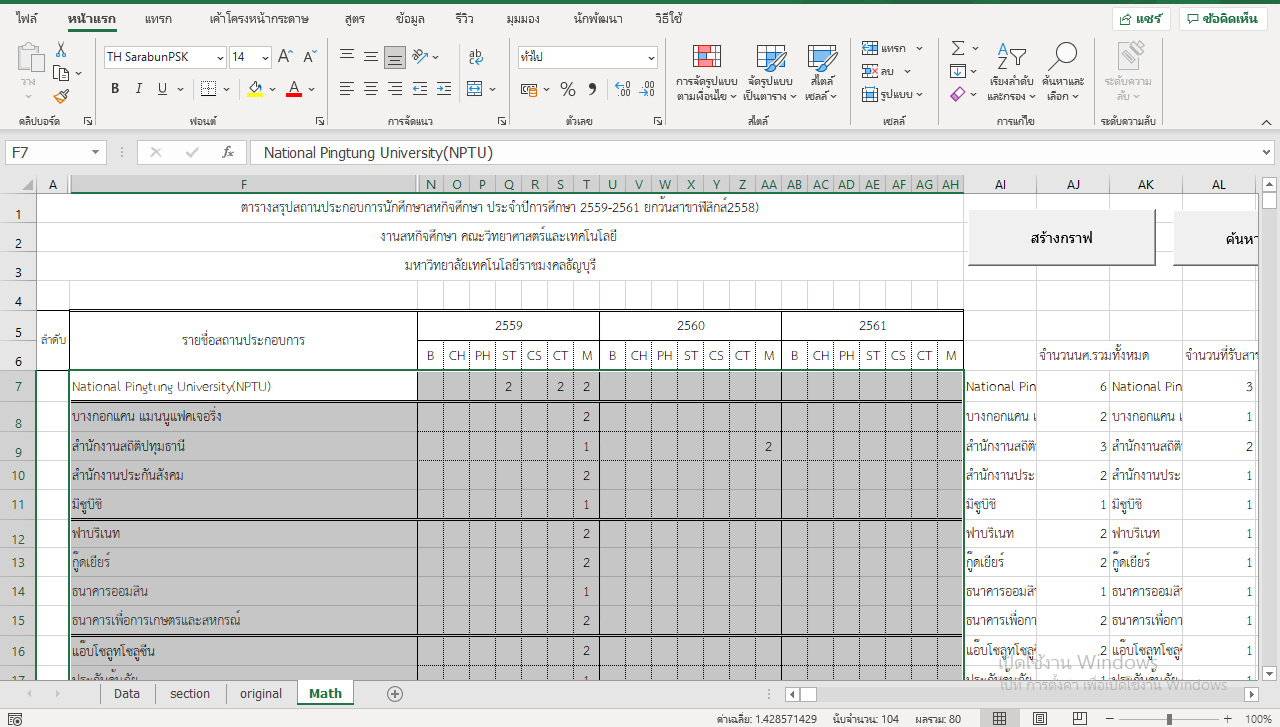 ไฟล์ หน้าแรก แทรก เค้าโครงหน้ากระดาษ สูตร ข้อมูล รีวิว มุมมอง นักพัฒนา วิธีใช้ แชร์ ข้อคิดเห็น
TH SarabunPSK 14 ทั่วไป
วาง B I U การจัดรูปแบบ จัดรูปแบบ สไตล์ แทรก ลบ รูปแบบ เรียงลำดับ ค้นหาและ ระดับความ
ตามเงื่อนไข เป็นตาราง เซลล์ และกรอง เลือก ลับ
คลิปบอร์ด ฟอนต์ การจัดแนว ตัวเลข สไตล์ เซลล์ การแก้ไข ระดับความลับ
F7 fx National Pingtung University(NPTU)
A F N O P Q R S T U V W X Y Z AA AB AC AD AE AF AG AH AI AJ AK AL
1 ตารางสรุปสถานประกอบการนักศึกษาสหกิจศึกษา ประจำปีการศึกษา 2559-2561 ยกว้นสาขาฟิสิกส์2558)
สร้างกราฟ ค้นหา
2 งานสหกิจศึกษา คณะวิทยาศาสตร์และเทคโนโลยี
3 มหาวิทยาลัยเทคโนโลยีราชมงคลธัญบุรี
4
5 ลำดับ รายชื่อสถานประกอบการ 2559 2560 2561
6 B CH PH ST CS CT M B CH PH ST CS CT M B CH PH ST CS CT M จำนวนนศ.รวมทั้งหมด จำนวนที่รับสาร
7 National Pingtung University(NPTU) 2 2 2 National Pin 6 National Pin 3
8 บางกอกแคน แมนนูแฟคเจอริ่ง 2 บางกอกแคน แ 2 บางกอกแคน แ 1
9 สำนักงานสถิติปทุมธานี 1 2 สำนักงานสถิติ 3 สำนักงานสถิติ 2
10 สำนักงานประกันสังคม 2 สำนักงานประ 2 สำนักงานประ 1
11 มิซูบิชิ 1 มิซูบิชิ 1 มิซูบิชิ 1
12 ฟาบริเนท 2 ฟาบริเนท 2 ฟาบริเนท 1
13 กู๊ดเยียร์ 2 กู๊ดเยียร์ 2 กู๊ดเยียร์ 1
14 ธนาคารออมสิน 1 ธนาคารออมสิ 1 ธนาคารออมสิ 1
15 ธนาคารเพื่อการเกษตรและสหกรณ์ 2 ธนาคารเพื่อกา 2 ธนาคารเพื่อกา 1
16 แอ๊บโซลูทโซลูชีน 2 แอ๊บโซลูทโซลู 2 แอ๊บโซลูทโซลู 1
เปิดใช้งาน Windows
ไปที่ การตั้งค่า เพื่อเปิดใช้งาน Windows
Data section original Math
ค่าเฉลี่ย: 1.428571429 นับจำนวน: 104 ผลรวม: 80 100%